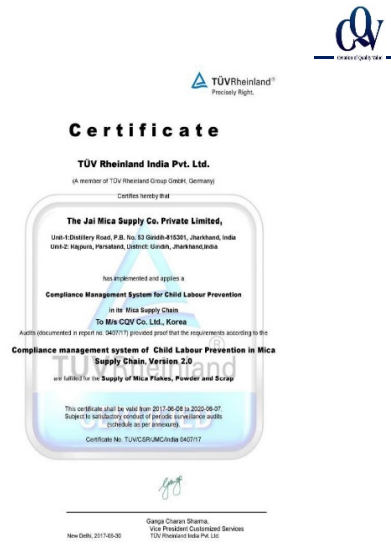 CQV
Creation of Quality Value
TÜVRheinland®
Precisely Right.
Certificate
TÜV Rheinland India Pvt. Ltd.
(A member of TÜV Rheinland Group GmbH, Germany)
Certifies hereby that
The Jai Mica Supply Co. Private Limited,
Unit-1:Distillery Road, P.B. No. 53 Giridih-815301, Jharkhand, India
Unit-2: Hajpura, Parsatand, District: Giridih, Jharkhand,India
has implemented and applies a
Compliance Management System for Child Labour Prevention
in its Mica Supply Chain
To M/s CQV Co. Ltd., Korea
Audits (documented in report no. 0407/17) provided proof that the requirements according to the
Compliance management system of Child Labour Prevention in Mica
Supply Chain, Version 2.0
TÜVRheinland®
are fulfilled for the Supply of Mica Flakes, Powder and Scrap
This certificate shall be valid from 2017-06-08 to 2020-06-07.
Subject to satisfactory conduct of periodic surveillance audits
(schedule as per annexure).
Certificate No. TUV/CSR/JMC/India 0407/17
Ganga Charan Sharma,
Vice President Customized Services
New Delhi, 2017-06-30 TÜV Rheinland India Pvt. Ltd.